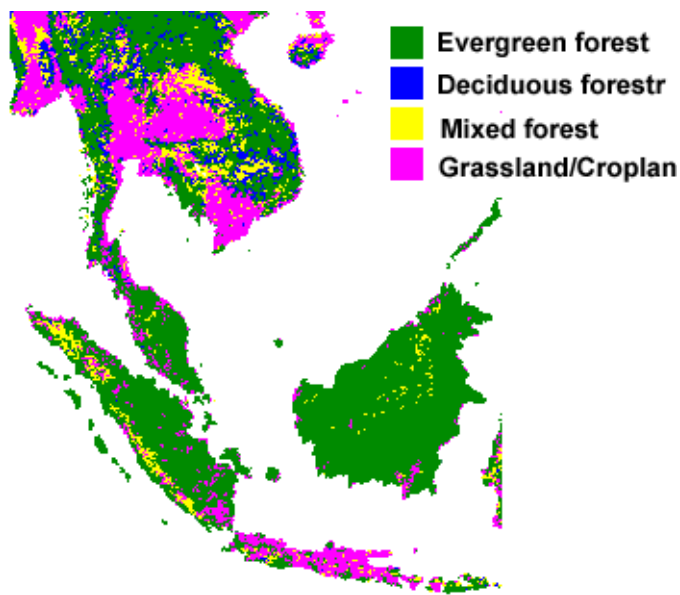 Evergreen forest
Deciduous forestr
Mixed forest
Grassland/Croplan